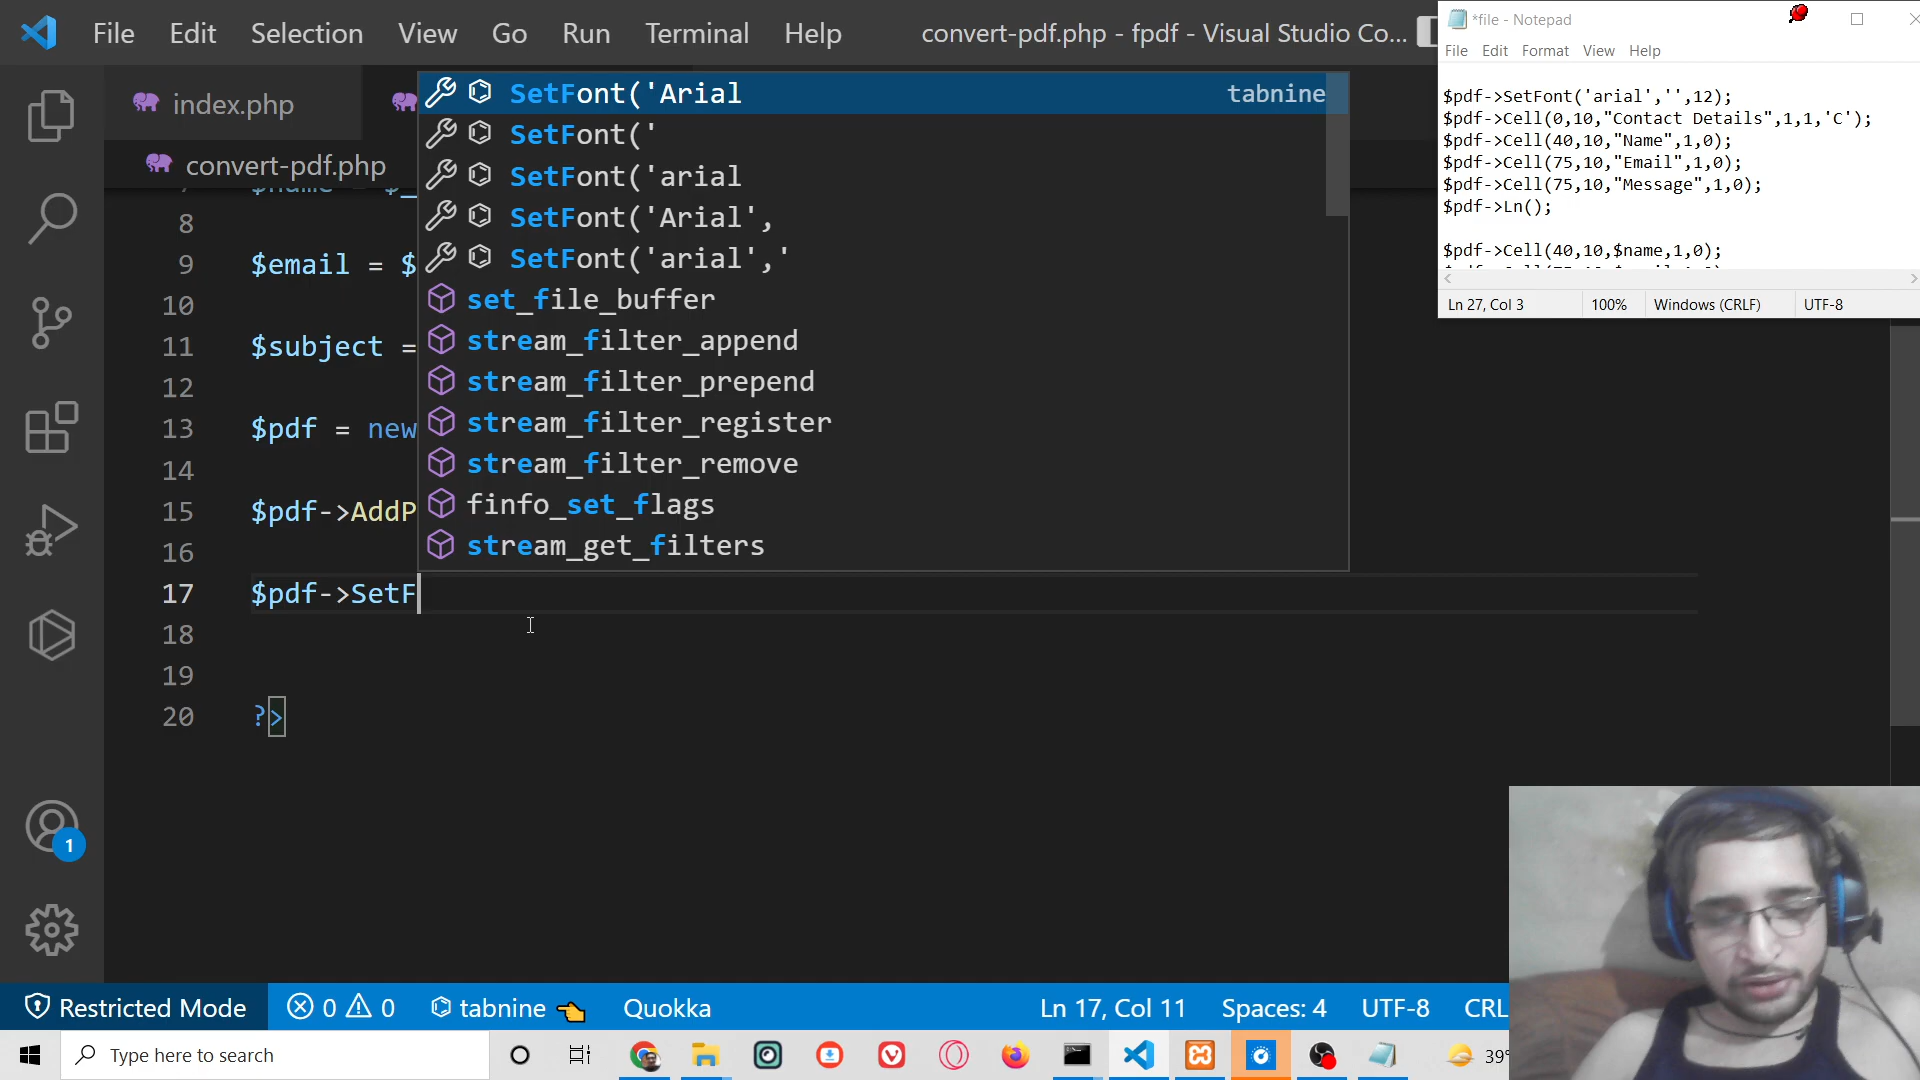 File Edit Selection View Go Run Terminal Help convert-pdf.php - fpdf - Visual Studio Co...
*file - Notepad
File Edit Format View Help
$pdf->SetFont('arial','',12);
$pdf->Cell(0,10,"Contact Details",1,1,'C');
$pdf->Cell(40,10,"Name",1,0);
$pdf->Cell(75,10,"Email",1,0);
$pdf->Cell(75,10,"Message",1,0);
$pdf->Ln();
$pdf->Cell(40,10,$name,1,0);
Ln 27, Col 3 100% Windows (CRLF) UTF-8
index.php
convert-pdf.php
SetFont('Arial tabnine
SetFont('
SetFont('arial
SetFont('Arial',
SetFont('arial','
set_file_buffer
stream_filter_append
stream_filter_prepend
stream_filter_register
stream_filter_remove
finfo_set_flags
stream_get_filters
8
9 $email = $
10
11 $subject =
12
13 $pdf = new
14
15 $pdf->AddP
16
17 $pdf->SetF
18
19
20 ?>
1
Restricted Mode 0 0 tabnine Quokka Ln 17, Col 11 Spaces: 4 UTF-8 CRL
Type here to search 39°